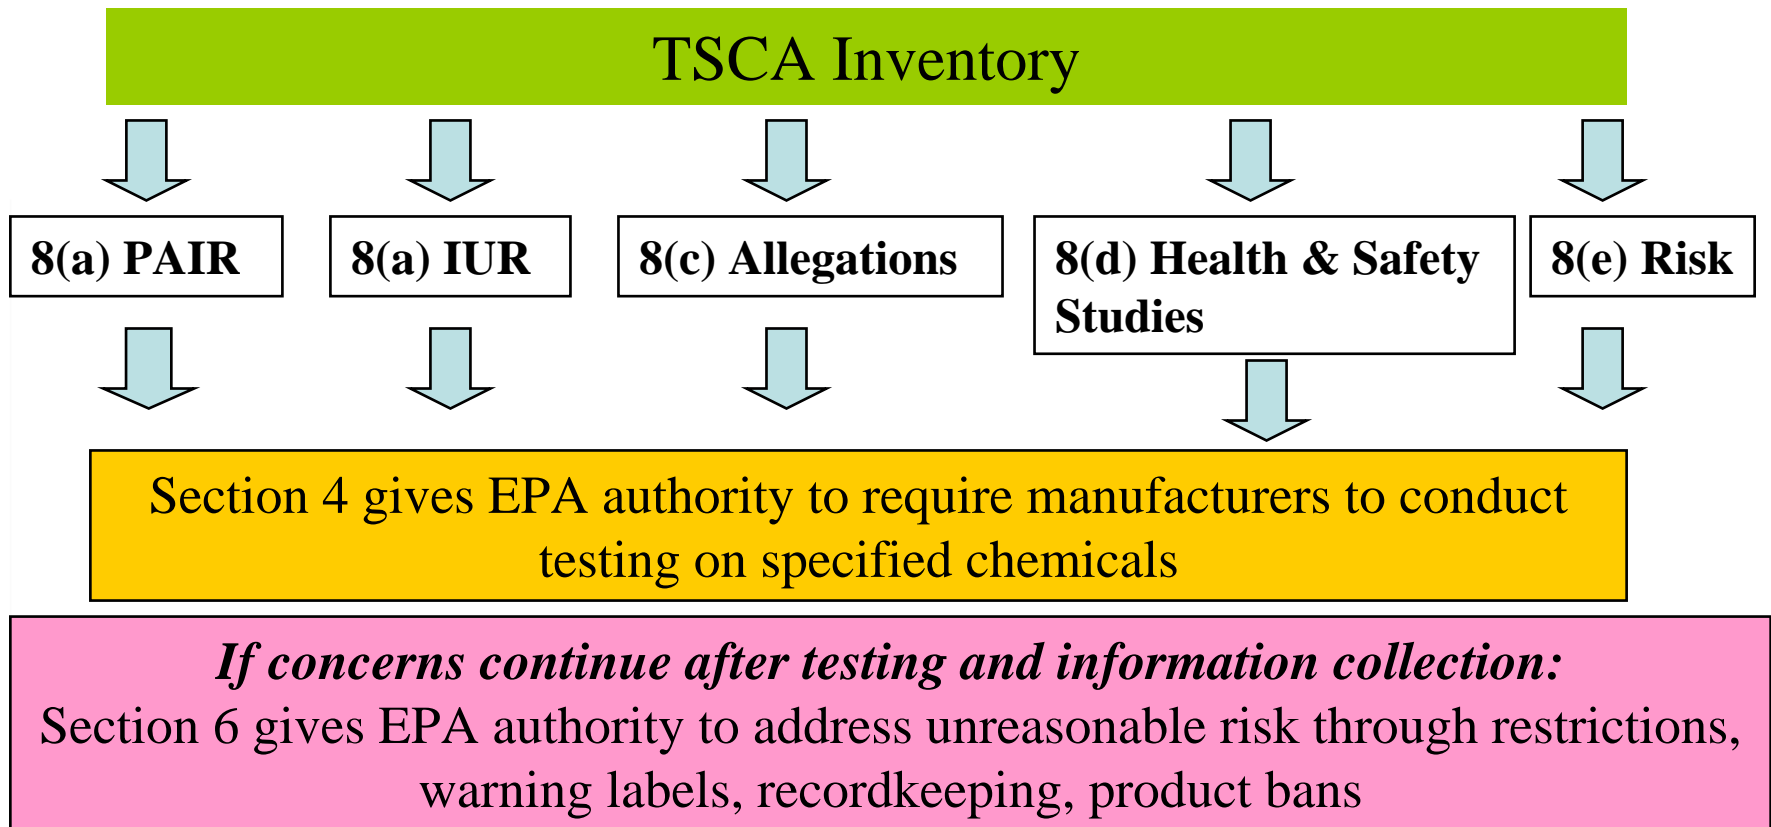 TSCA Inventory
8(a) PAIR
8(a) IUR
8(c) Allegations
8(d) Health & Safety
Studies
8(e) Risk
Section 4 gives EPA authority to require manufacturers to conduct
testing on specified chemicals
If concerns continue after testing and information collection:
Section 6 gives EPA authority to address unreasonable risk through restrictions,
warning labels, recordkeeping, product bans